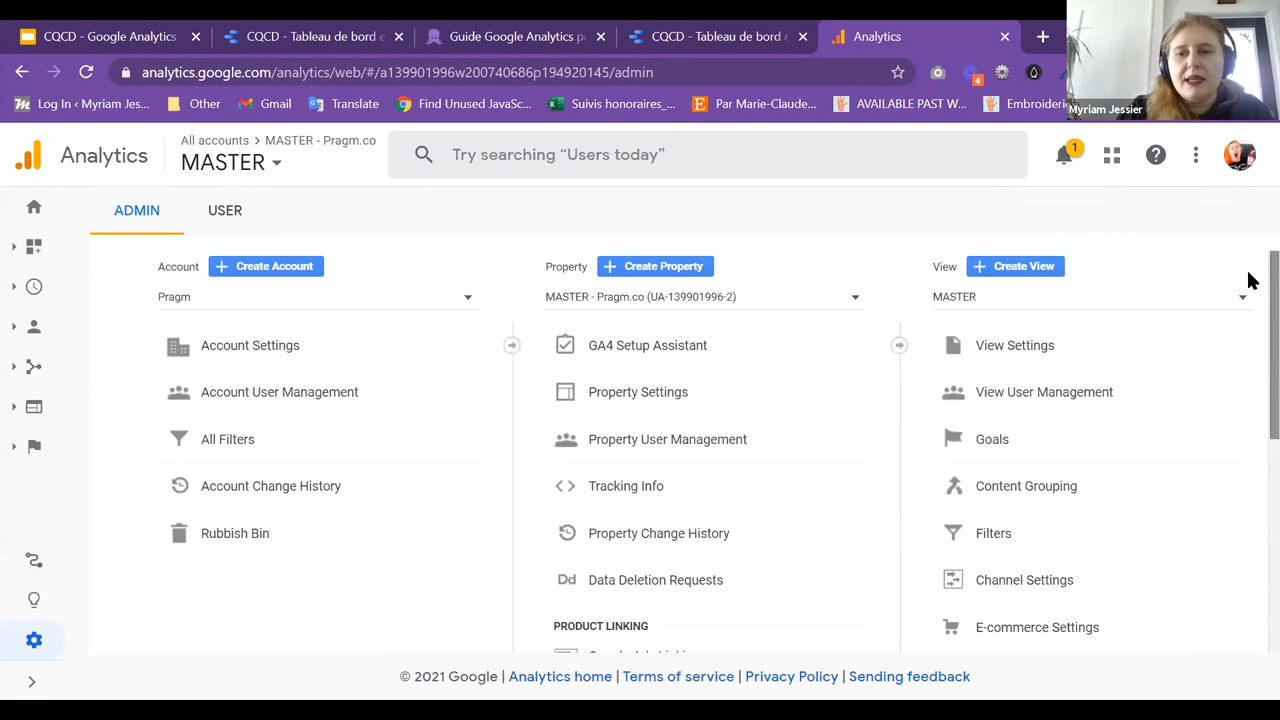 CQCD - Google Analytics
CQCD - Tableau de bord e
Guide Google Analytics p
CQCD - Tableau de bord e
Analytics
analytics.google.com/analytics/web/#/a139901996w200740686p194920145/admin
4
Log In ‹ Myriam Jes...
Other
Gmail
Translate
Find Unused JavaSc...
Suivis honoraires_...
Par Marie-Claude...
AVAILABLE PAST W...
Embroiderie
Myriam Jessier
Analytics
All accounts > MASTER - Pragm.co
MASTER
Try searching “Users today”
1
ADMIN
USER
Account
Create Account
Pragm
Account Settings
Account User Management
All Filters
Account Change History
Rubbish Bin
Property
Create Property
MASTER - Pragm.co (UA-139901996-2)
GA4 Setup Assistant
Property Settings
Property User Management
Tracking Info
Property Change History
Dd Data Deletion Requests
PRODUCT LINKING
View
Create View
MASTER
View Settings
View User Management
Goals
Content Grouping
Filters
Channel Settings
E-commerce Settings
© 2021 Google | Analytics home | Terms of service | Privacy Policy | Sending feedback